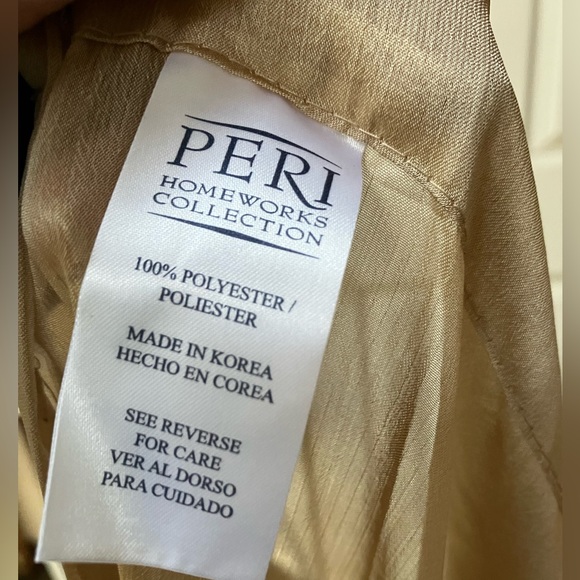 PERI
HOMEWORKS
COLLECTION
100% POLYESTER /
POLIESTER
MADE IN KOREA
HECHO EN COREA
SEE REVERSE
FOR CARE
VER AL DORSO
PARA CUIDADO